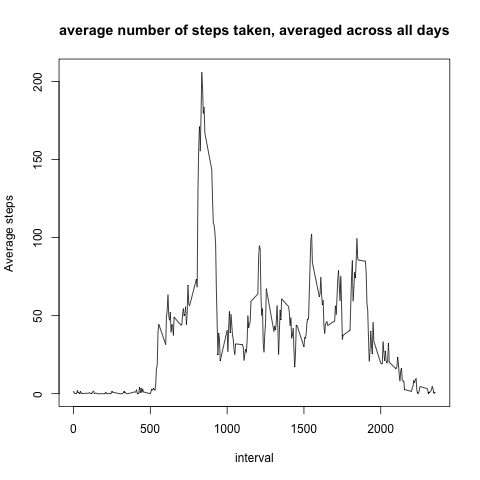 average number of steps taken, averaged across all days
Average steps
200
150
100
50
0
0 500 1000 1500 2000
interval